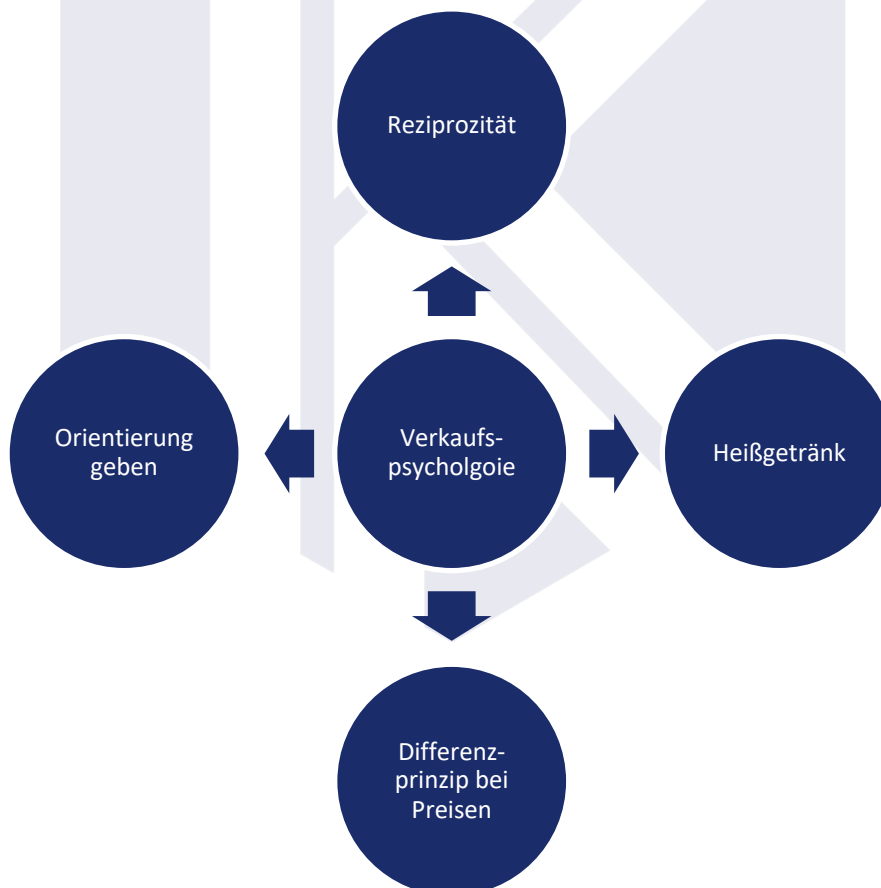 Reziprozität
Orientierung
geben
Verkaufs-
psycholgoie
Heißgetränk
Differenz-
prinzip bei
Preisen